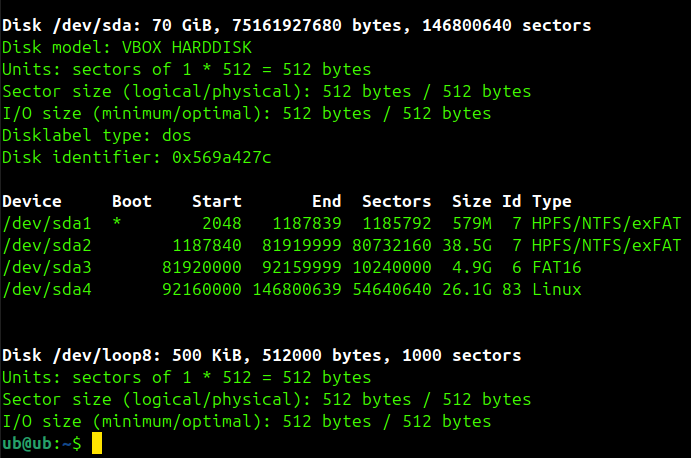 Disk /dev/sda: 70 GiB, 75161927680 bytes, 146800640 sectors
Disk model: VBOX HARDDISK
Units: sectors of 1 * 512 = 512 bytes
Sector size (logical/physical): 512 bytes / 512 bytes
I/O size (minimum/optimal): 512 bytes / 512 bytes
Disklabel type: dos
Disk identifier: 0x569a427c
Device     Boot    Start       End  Sectors  Size Id Type
/dev/sda1  *        2048   1187839  1185792  579M  7 HPFS/NTFS/exFAT
/dev/sda2        1187840  81919999 80732160 38.5G  7 HPFS/NTFS/exFAT
/dev/sda3       81920000  92159999 10240000  4.9G  6 FAT16
/dev/sda4       92160000 146800639 54640640 26.1G 83 Linux
Disk /dev/loop8: 500 KiB, 512000 bytes, 1000 sectors
Units: sectors of 1 * 512 = 512 bytes
Sector size (logical/physical): 512 bytes / 512 bytes
I/O size (minimum/optimal): 512 bytes / 512 bytes
ub@ub:~$